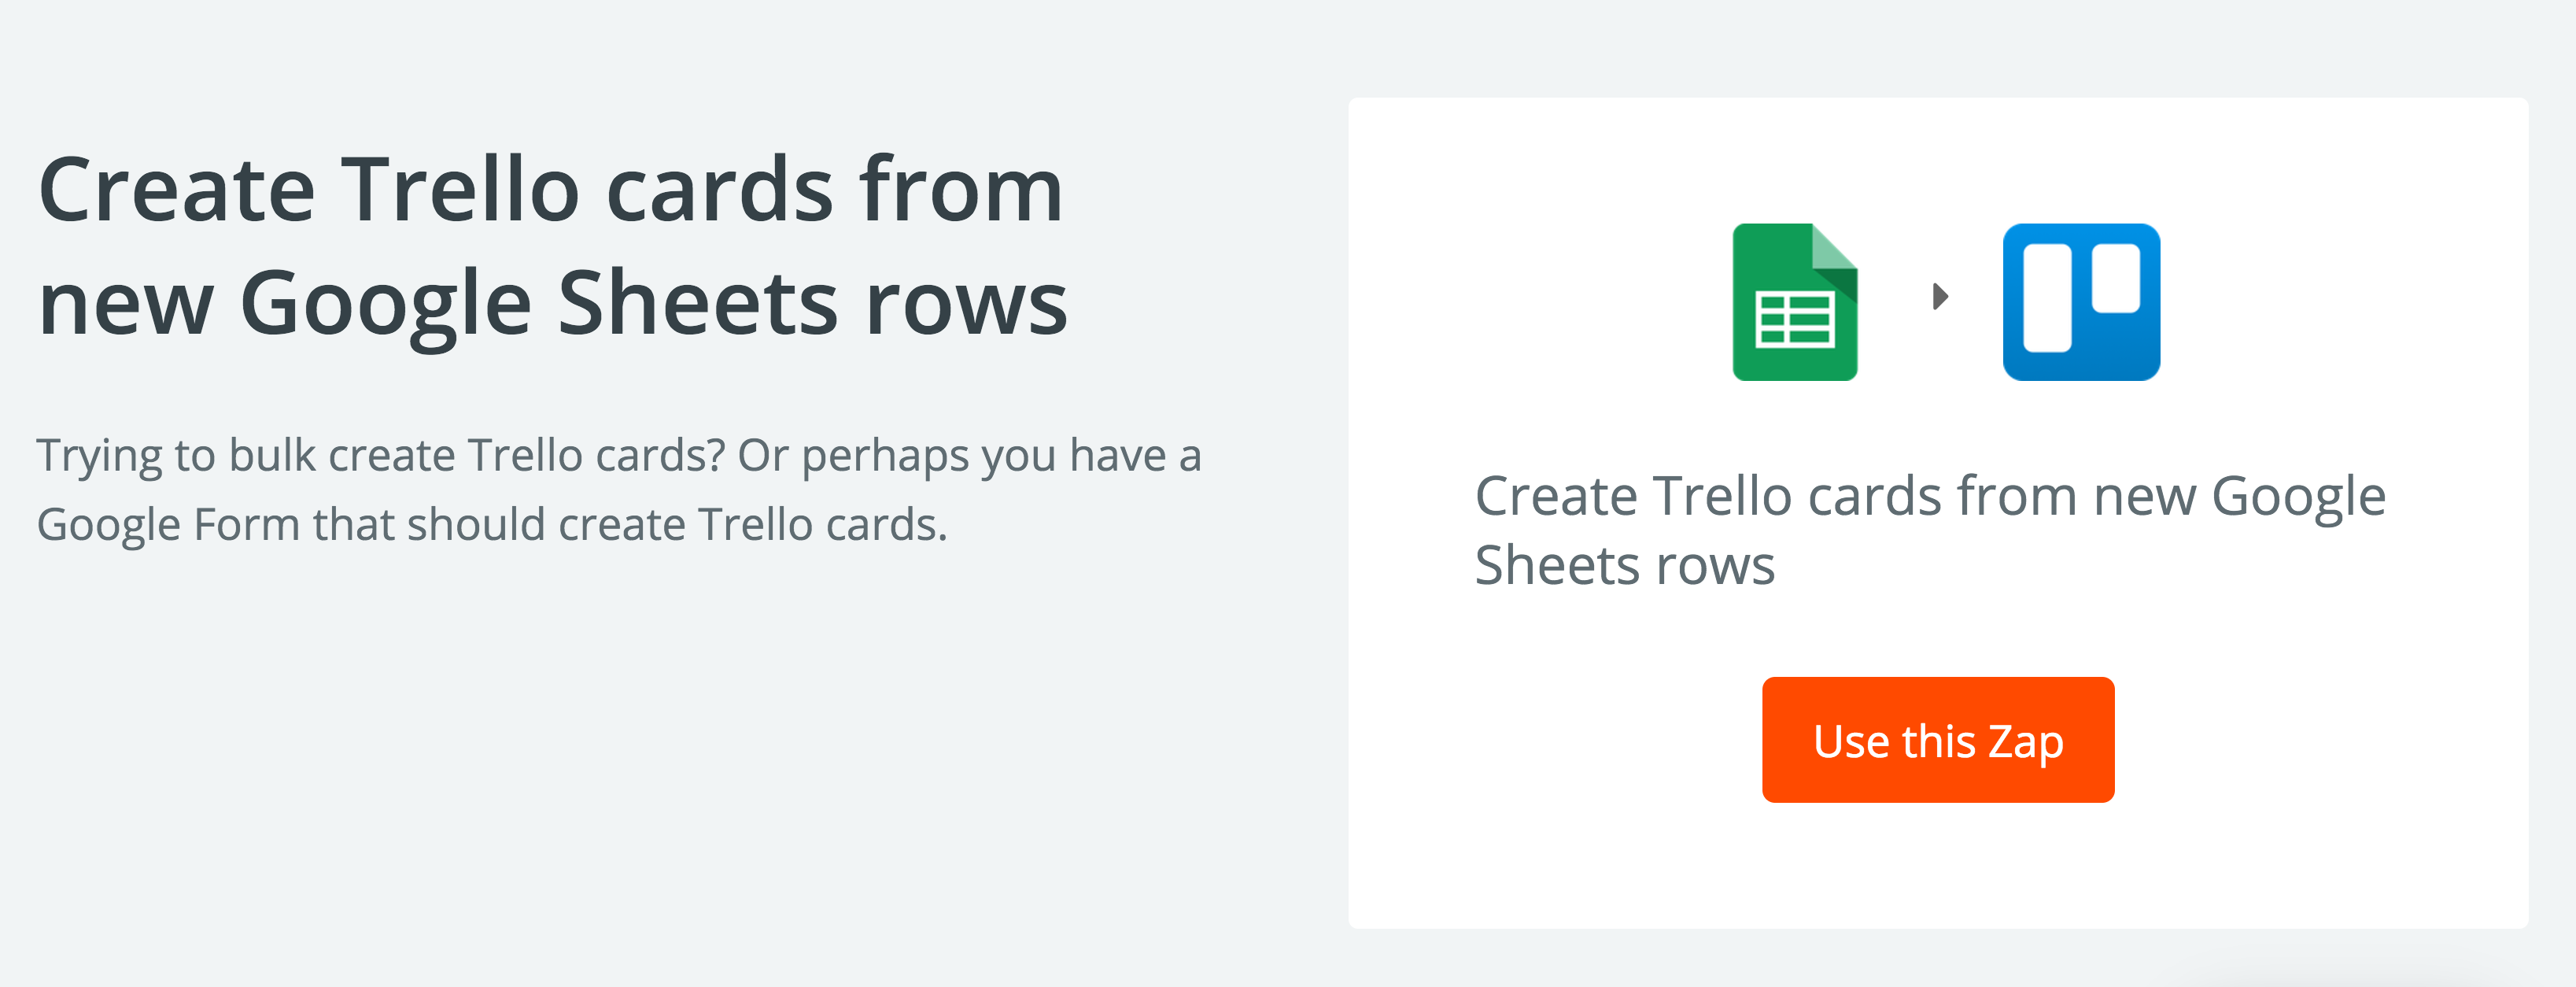 Create Trello cards from
new Google Sheets rows
Trying to bulk create Trello cards? Or perhaps you have a
Google Form that should create Trello cards.
Create Trello cards from new Google
Sheets rows
Use this Zap